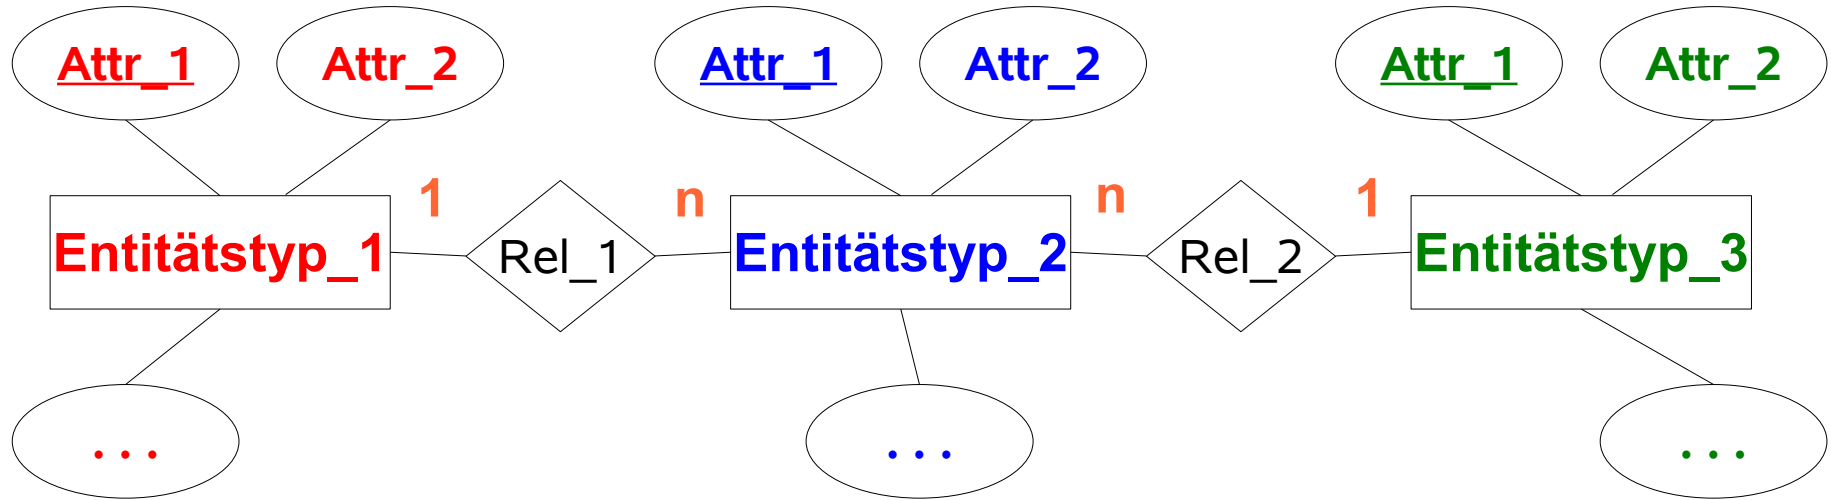 Attr_1
Attr_2
Attr_1
Attr_2
Attr_1
Attr_2
1
n
n
1
Entitätstyp_1
Rel_1
Entitätstyp_2
Rel_2
Entitätstyp_3
. . .
. . .
. . .